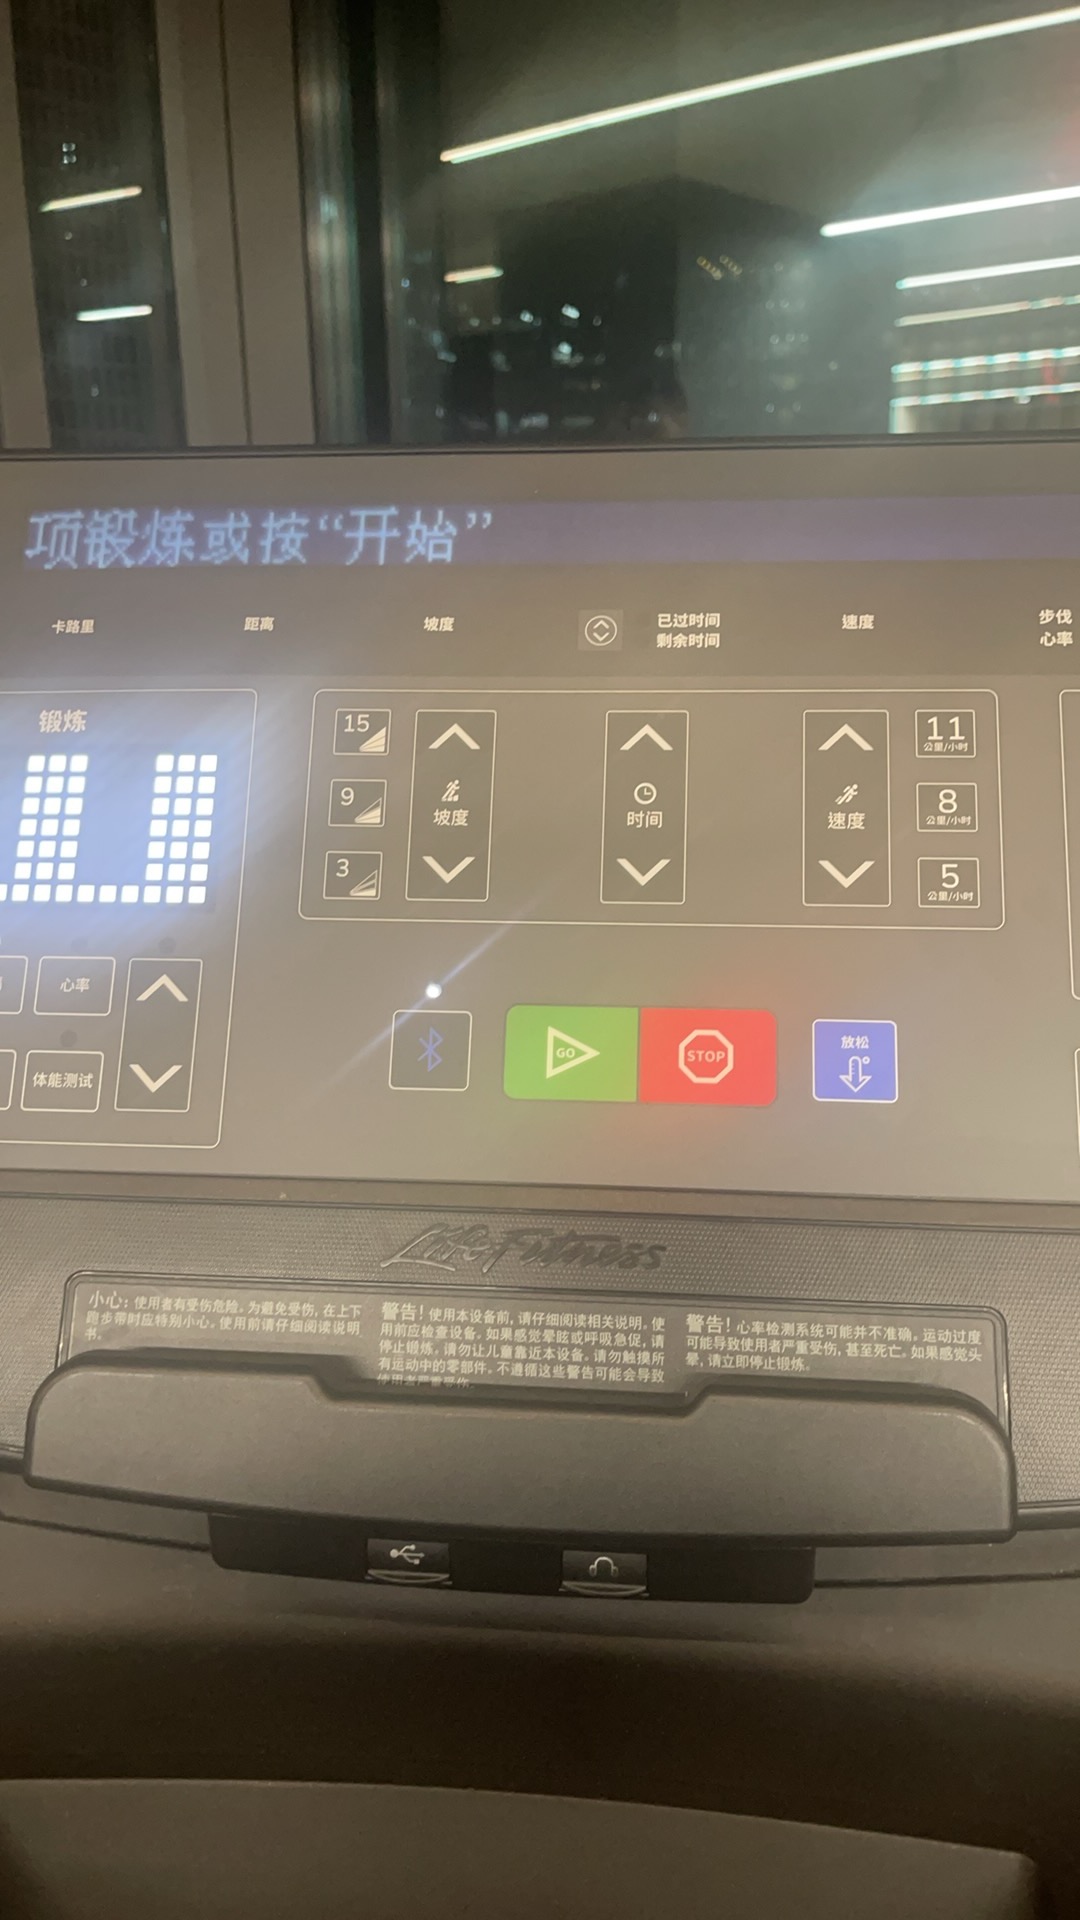 项锻炼或按“开始”
卡路里
距离
坡度
已过时间
剩余时间
速度
步伐
心率
锻炼
15
9
3
坡度
时间
速度
11
公里/小时
8
公里/小时
5
公里/小时
心率
体能测试
GO
STOP
放松
LifeFitness
小心：使用者有受伤危险。为避免受伤，在上下
跑步带时应特别小心。使用前请仔细阅读说明
书。
警告！使用本设备前，请仔细阅读相关说明。使
用前应检查设备。如果感觉晕眩或呼吸急促，请
停止锻炼。请勿让儿童靠近本设备。请勿触摸所
有运动中的零部件。不遵循这些警告可能会导致
使用者严重受伤。
警告！心率检测系统可能并不准确。运动过度
可能导致使用者严重受伤，甚至死亡。如果感觉头
晕，请立即停止锻炼。